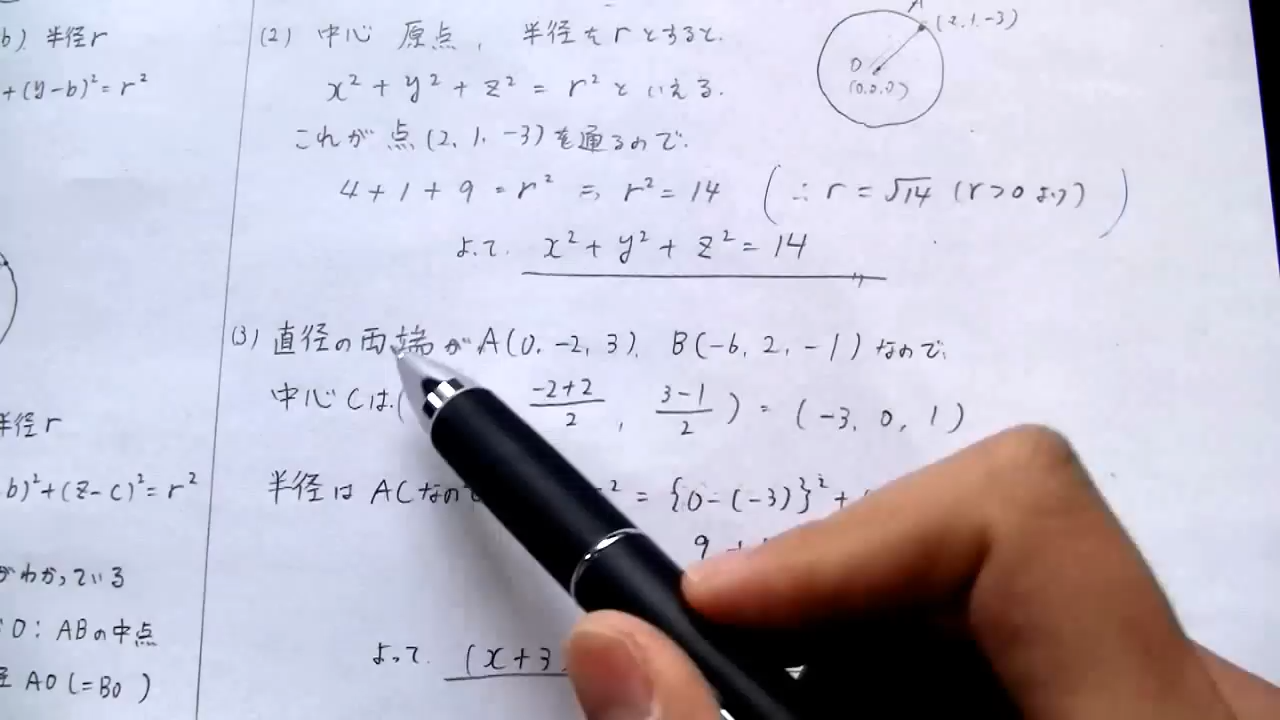 b) 半径r
+(y-b)²=r²
半径r
b)²+(z-c)²=r²
がわかっている
O: ABの中点
AO(=BO)
(2) 中心 原点, 半径をrとすると,
x²+y²+z²=r²といえる.
これが点(2,1,-3)を通るので,
4+1+9=r² ⇒ r²=14 (∴r=√14 (r>0より))
よって, x²+y²+z²=14
A
(2,1,-3)
O
(0,0,0)
(3) 直径の両端がA(0,-2,3), B(-6,2,-1)なので,
中心Cは( -2+2/2, 3-1/2 ) = (-3,0,1)
半径はACなので ² = {0-(-3)}²+
9+
よって, (x+3